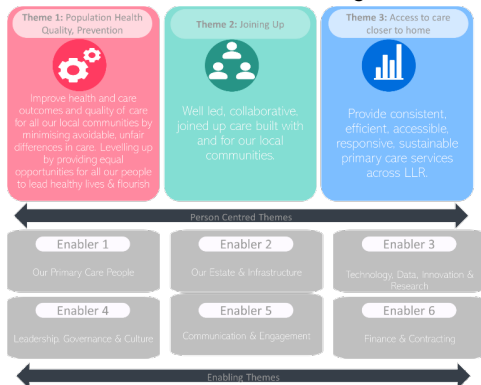 Theme 1: Population Health
Quality, Prevention
Improve health and care
outcomes and quality of care
for all our local communities by
minimising avoidable, unfair
differences in care. Levelling up
by providing equal
opportunities for all our people
to lead healthy lives & flourish
Theme 2: Joining Up
Well led, collaborative,
joined up care built with
and for our local
communities.
Theme 3: Access to care
closer to home
Provide consistent,
efficient, accessible,
responsive, sustainable
primary care services
across LLR.
Person Centred Themes
Enabler 1
Our Primary Care People
Enabler 2
Our Estate & Infrastructure
Enabler 3
Technology, Data, Innovation &
Research
Enabler 4
Leadership, Governance & Culture
Enabler 5
Communication & Engagement
Enabler 6
Finance & Contracting
Enabling Themes